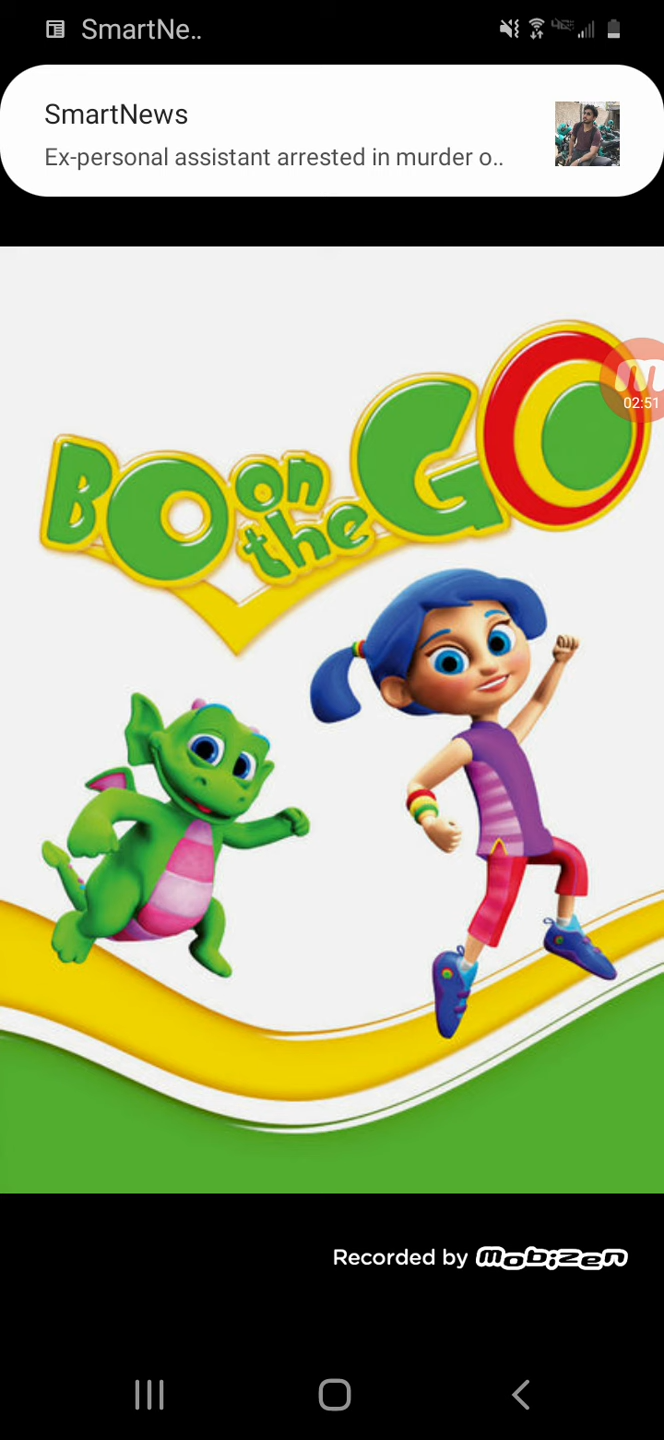 SmartNe..
SmartNews
Ex-personal assistant arrested in murder o..
BO on the GO
02:51
Recorded by Mobizen